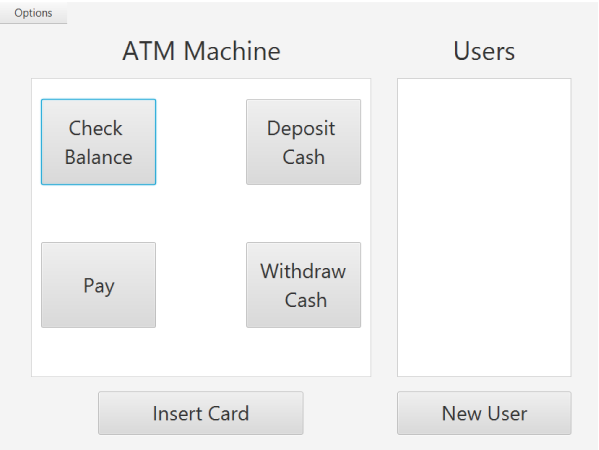 Options
ATM Machine
Users
Check
Balance
Deposit
Cash
Pay
Withdraw
Cash
Insert Card
New User